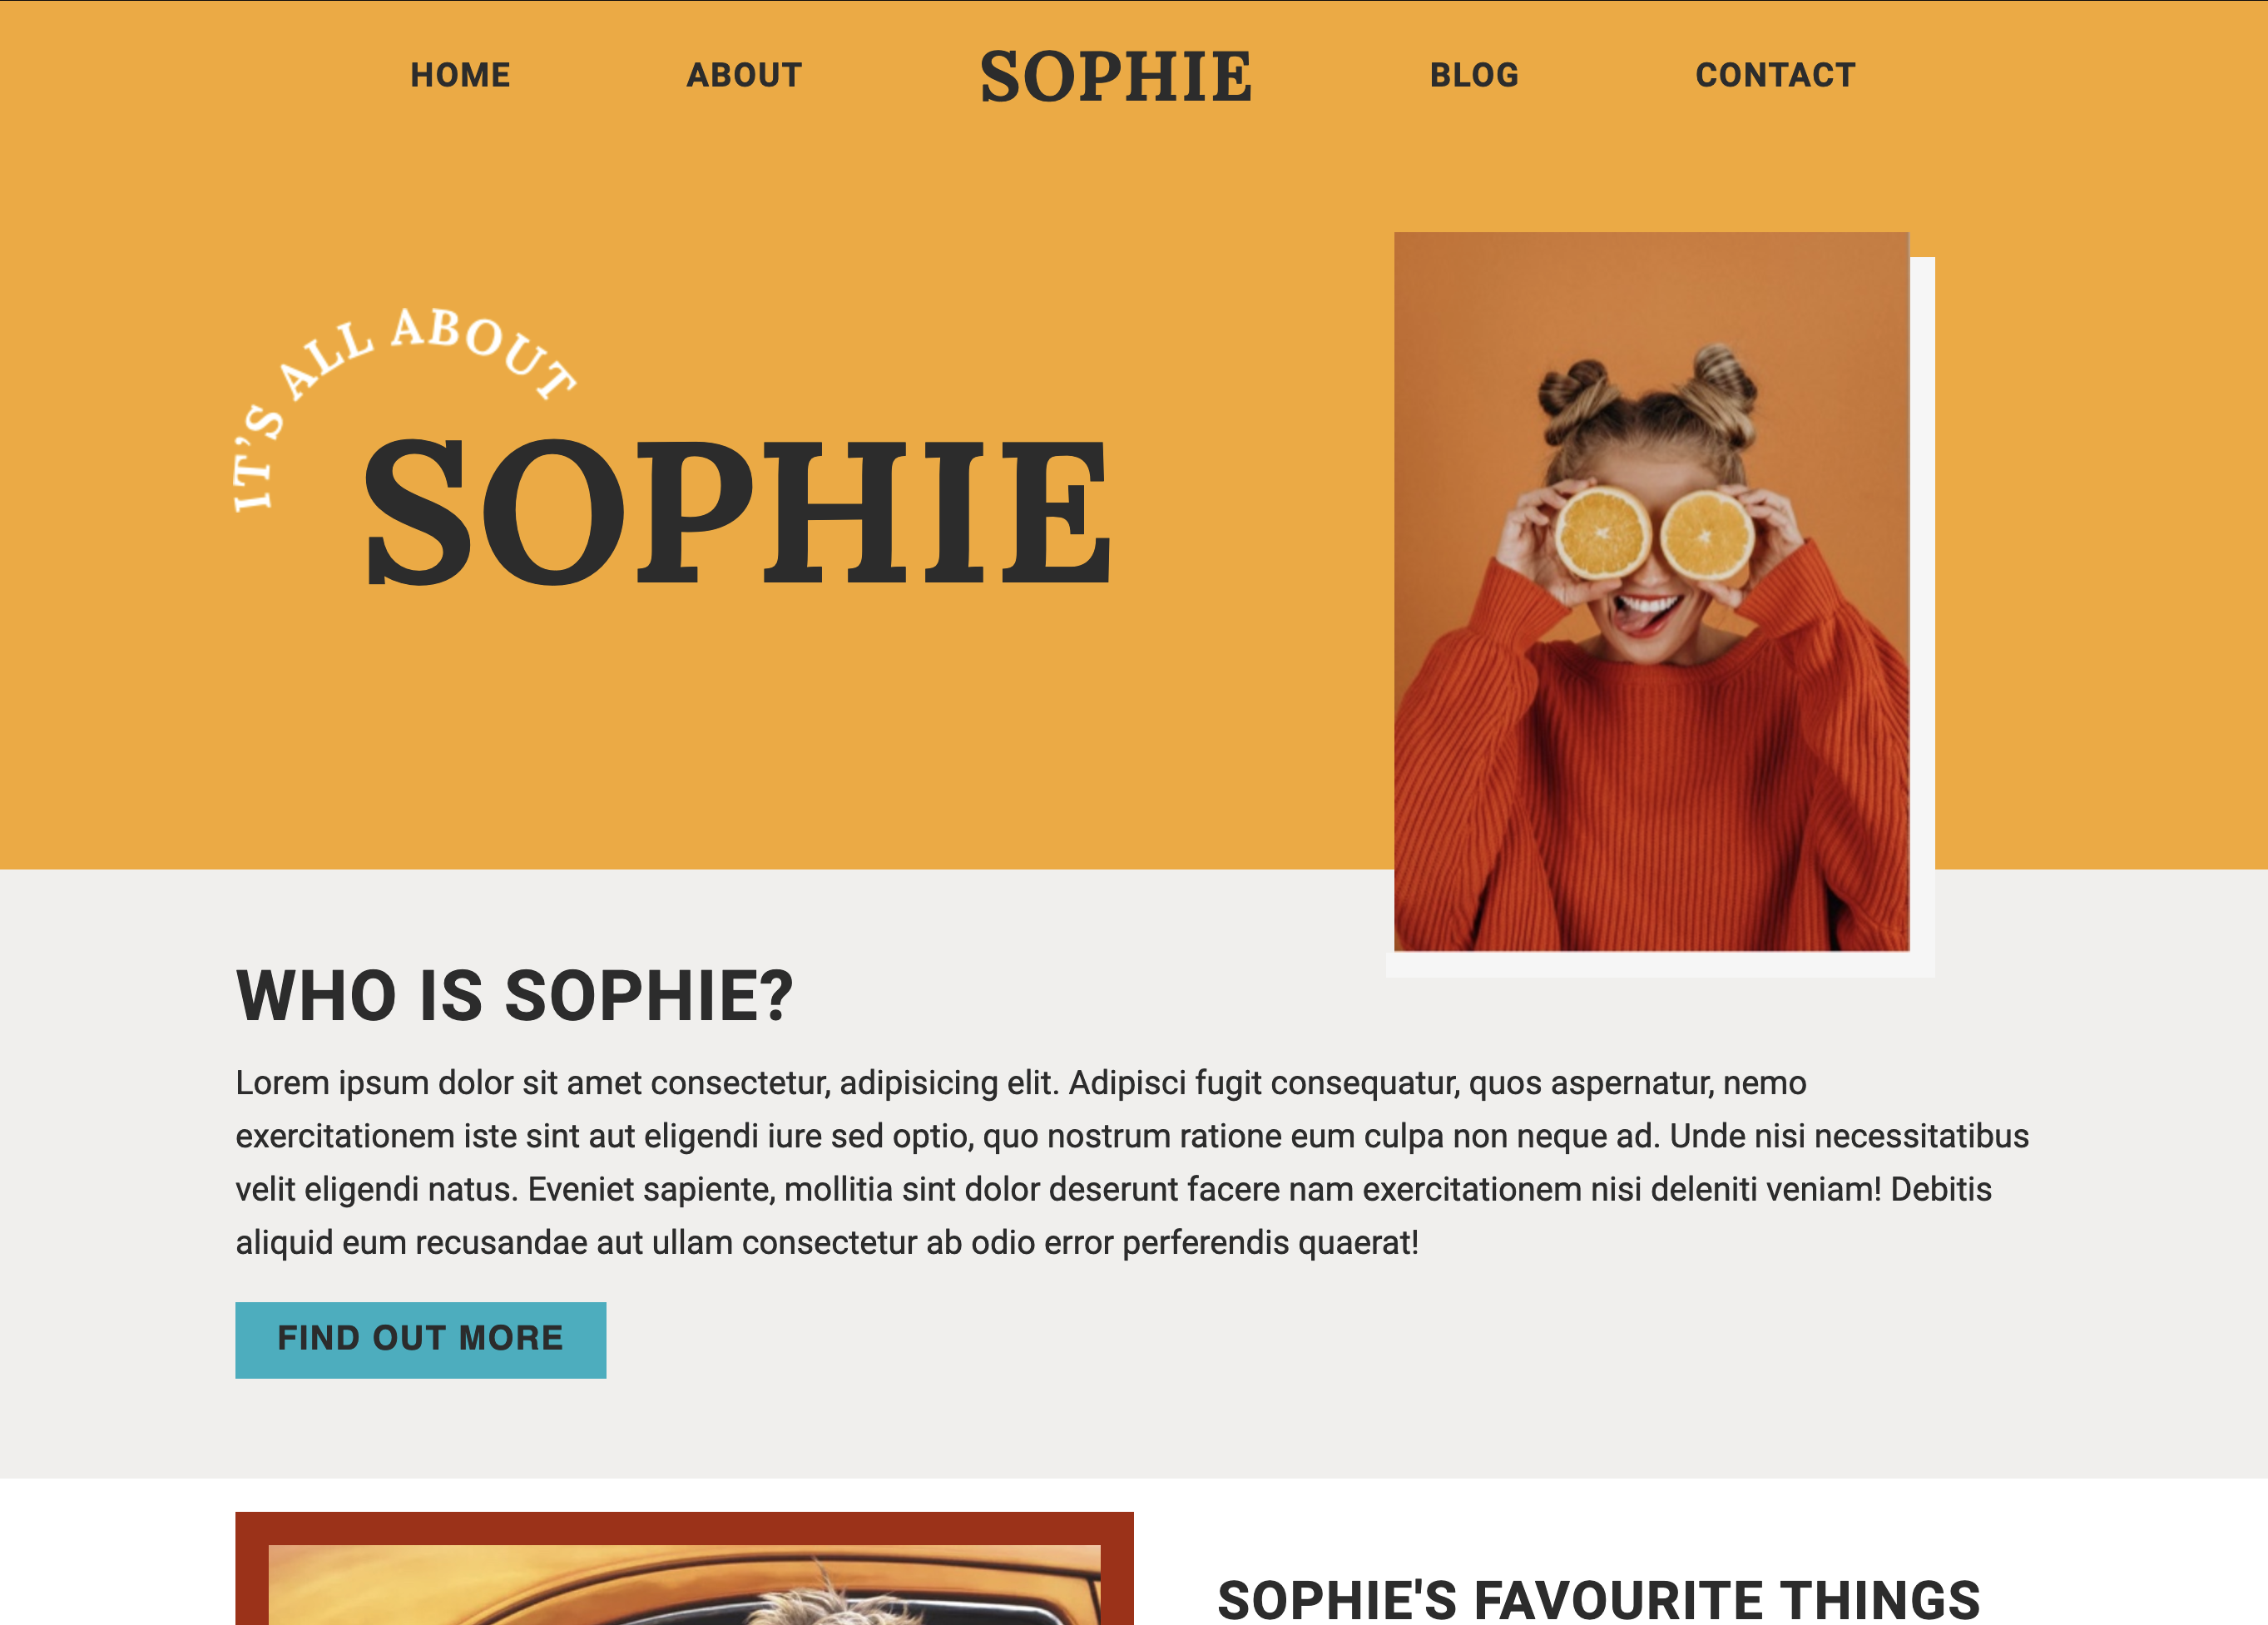 HOME ABOUT SOPHIE BLOG CONTACT
IT'S ALL ABOUT
SOPHIE
WHO IS SOPHIE?
Lorem ipsum dolor sit amet consectetur, adipisicing elit. Adipisci fugit consequatur, quos aspernatur, nemo
exercitationem iste sint aut eligendi iure sed optio, quo nostrum ratione eum culpa non neque ad. Unde nisi necessitatibus
velit eligendi natus. Eveniet sapiente, mollitia sint dolor deserunt facere nam exercitationem nisi deleniti veniam! Debitis
aliquid eum recusandae aut ullam consectetur ab odio error perferendis quaerat!
FIND OUT MORE
SOPHIE'S FAVOURITE THINGS